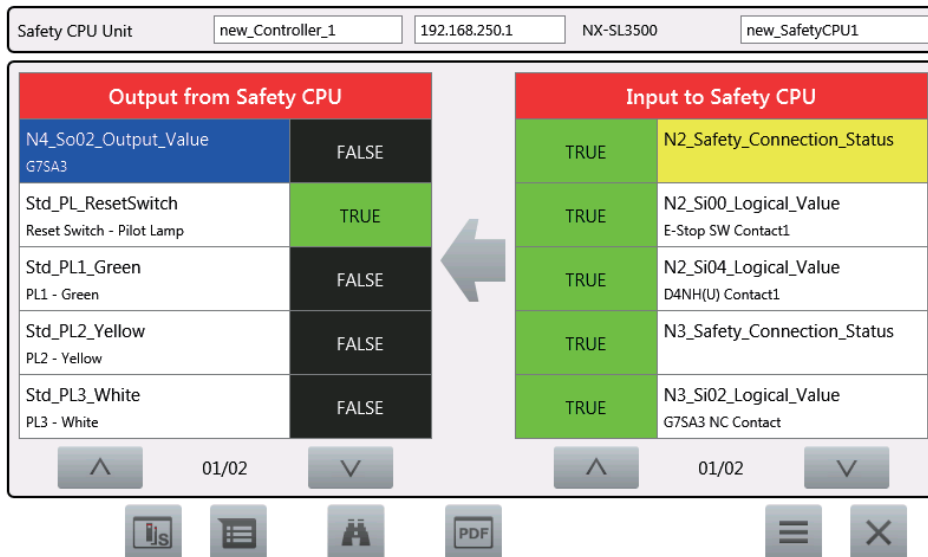 Safety CPU Unit new_Controller_1 192.168.250.1 NX-SL3500 new_SafetyCPU1
Output from Safety CPU
N4_So02_Output_Value FALSE
G7SA3
Std_PL_ResetSwitch TRUE
Reset Switch - Pilot Lamp
Std_PL1_Green FALSE
PL1 - Green
Std_PL2_Yellow FALSE
PL2 - Yellow
Std_PL3_White FALSE
PL3 - White
01/02
Input to Safety CPU
TRUE N2_Safety_Connection_Status
TRUE N2_Si00_Logical_Value
E-Stop SW Contact1
TRUE N2_Si04_Logical_Value
D4NH(U) Contact1
TRUE N3_Safety_Connection_Status
TRUE N3_Si02_Logical_Value
G7SA3 NC Contact
01/02
PDF